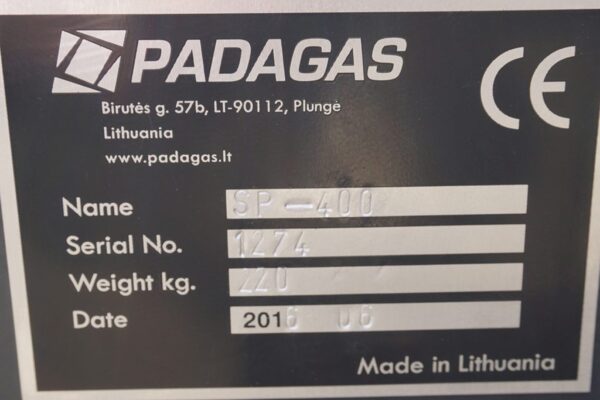 PADAGAS
CE
Birutės g. 57b, LT-90112, Plungė
Lithuania
www.padagas.lt
Name SP-400
Serial No. 1274
Weight kg. 220
Date 2016 06
Made in Lithuania